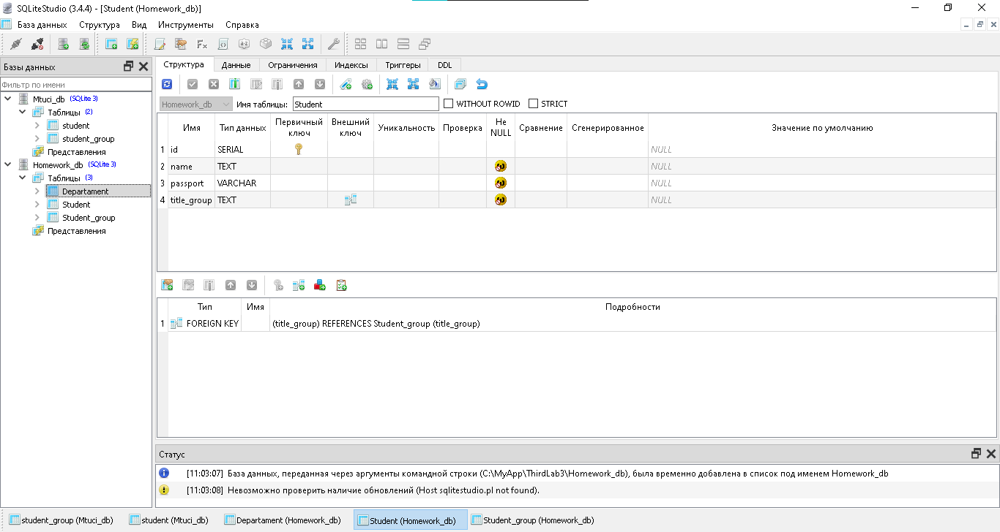 SQLiteStudio (3.4.4) - [Student (Homework_db)]
База данных Структура Вид Инструменты Справка
Базы данных
Фильтр по имени
Mtuci_db (SQLite 3)
Таблицы (2)
student
student_group
Представления
Homework_db (SQLite 3)
Таблицы (3)
Departament
Student
Student_group
Представления
Структура Данные Ограничения Индексы Триггеры DDL
Homework_db Имя таблицы: Student WITHOUT ROWID STRICT
Имя Тип данных Первичный ключ Внешний ключ Уникальность Проверка Не NULL Сравнение Сгенерированное Значение по умолчанию
1 id SERIAL NULL
2 name TEXT NULL
3 passport VARCHAR NULL
4 title_group TEXT NULL
Тип Имя Подробности
1 FOREIGN KEY (title_group) REFERENCES Student_group (title_group)
Статус
[11:03:07] База данных, переданная через аргументы командной строки (C:\MyApp\ThirdLab3\Homework_db), была временно добавлена в список под именем Homework_db
[11:03:08] Невозможно проверить наличие обновлений (Host sqlitestudio.pl not found).
student_group (Mtuci_db) student (Mtuci_db) Departament (Homework_db) Student (Homework_db) Student_group (Homework_db)